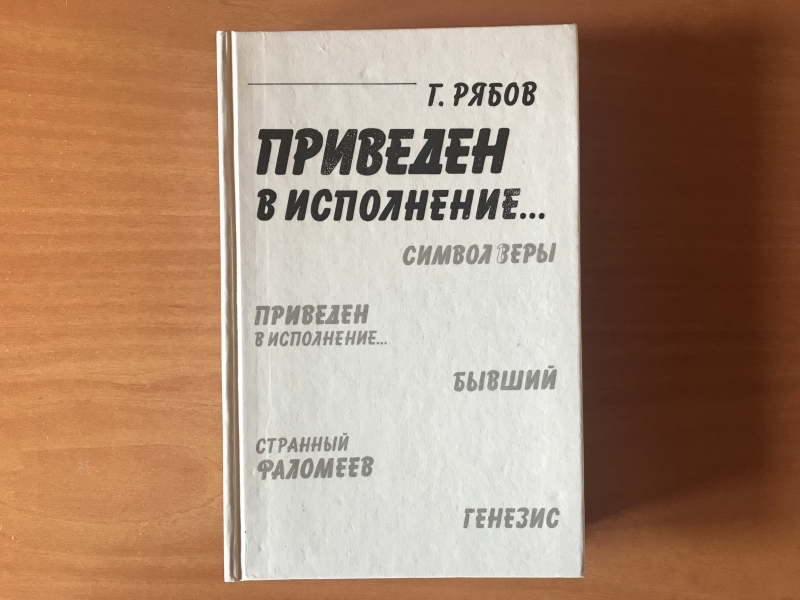 Г. РЯБОВ
ПРИВЕДЕН
В ИСПОЛНЕНИЕ...
СИМВОЛ ВЕРЫ
ПРИВЕДЕН
В ИСПОЛНЕНИЕ...
БЫВШИЙ
СТРАННЫЙ
ФАЛОМЕЕВ
ГЕНЕЗИС